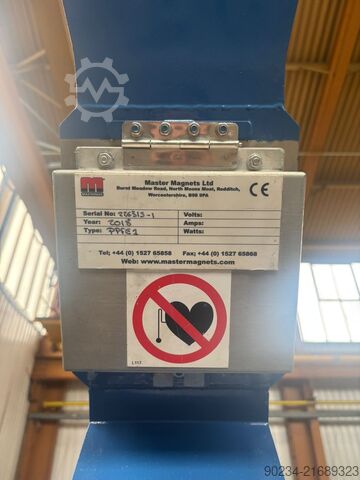 Machineseeker
Master Magnets Ltd
Burnt Meadow Road, North Moons Moat, Redditch,
Worcestershire, B98 9PA
Serial No: 226315-1 Volts:
Year: 2018 Amps:
Type: Watts:
Tel; +44 (0) 1527 65858 Fax; +44 (0) 1527 65868
Web: www.mastermagnets.com
CE
90234-21689323